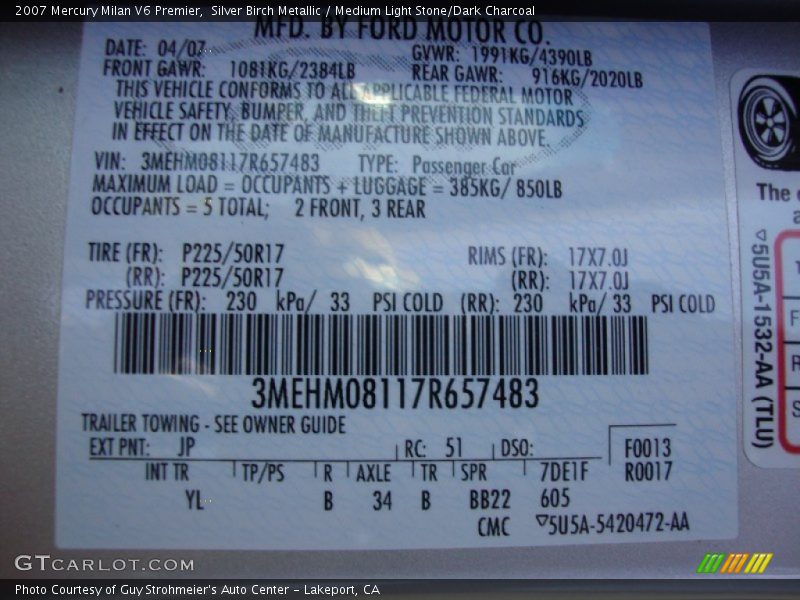 2007 Mercury Milan V6 Premier,  Silver Birch Metallic / Medium Light Stone/Dark Charcoal
MFD. BY FORD MOTOR CO.
DATE: 04/07 GVWR: 1991KG/4390LB
FRONT GAWR: 1081KG/2384LB REAR GAWR: 916KG/2020LB
THIS VEHICLE CONFORMS TO ALL APPLICABLE FEDERAL MOTOR
VEHICLE SAFETY, BUMPER, AND THEFT PREVENTION STANDARDS
IN EFFECT ON THE DATE OF MANUFACTURE SHOWN ABOVE.
VIN: 3MEHM08117R657483 TYPE: Passenger Car
MAXIMUM LOAD = OCCUPANTS + LUGGAGE = 385KG/ 850LB
OCCUPANTS = 5 TOTAL; 2 FRONT, 3 REAR
TIRE (FR): P225/50R17 RIMS (FR): 17X7.0J
(RR): P225/50R17 (RR): 17X7.0J
PRESSURE (FR): 230 kPa/ 33 PSI COLD (RR): 230 kPa/ 33 PSI COLD
3MEHM08117R657483
TRAILER TOWING - SEE OWNER GUIDE
EXT PNT: JP RC: 51 DSO: F0013
INT TR TP/PS R AXLE TR SPR 7DE1F R0017
YL B 34 B BB22 605
CMC ▽5U5A-5420472-AA
The
▽5U5A-1532-AA (TLU)
GTCARLOT.COM
Photo Courtesy of Guy Strohmeier's Auto Center – Lakeport, CA